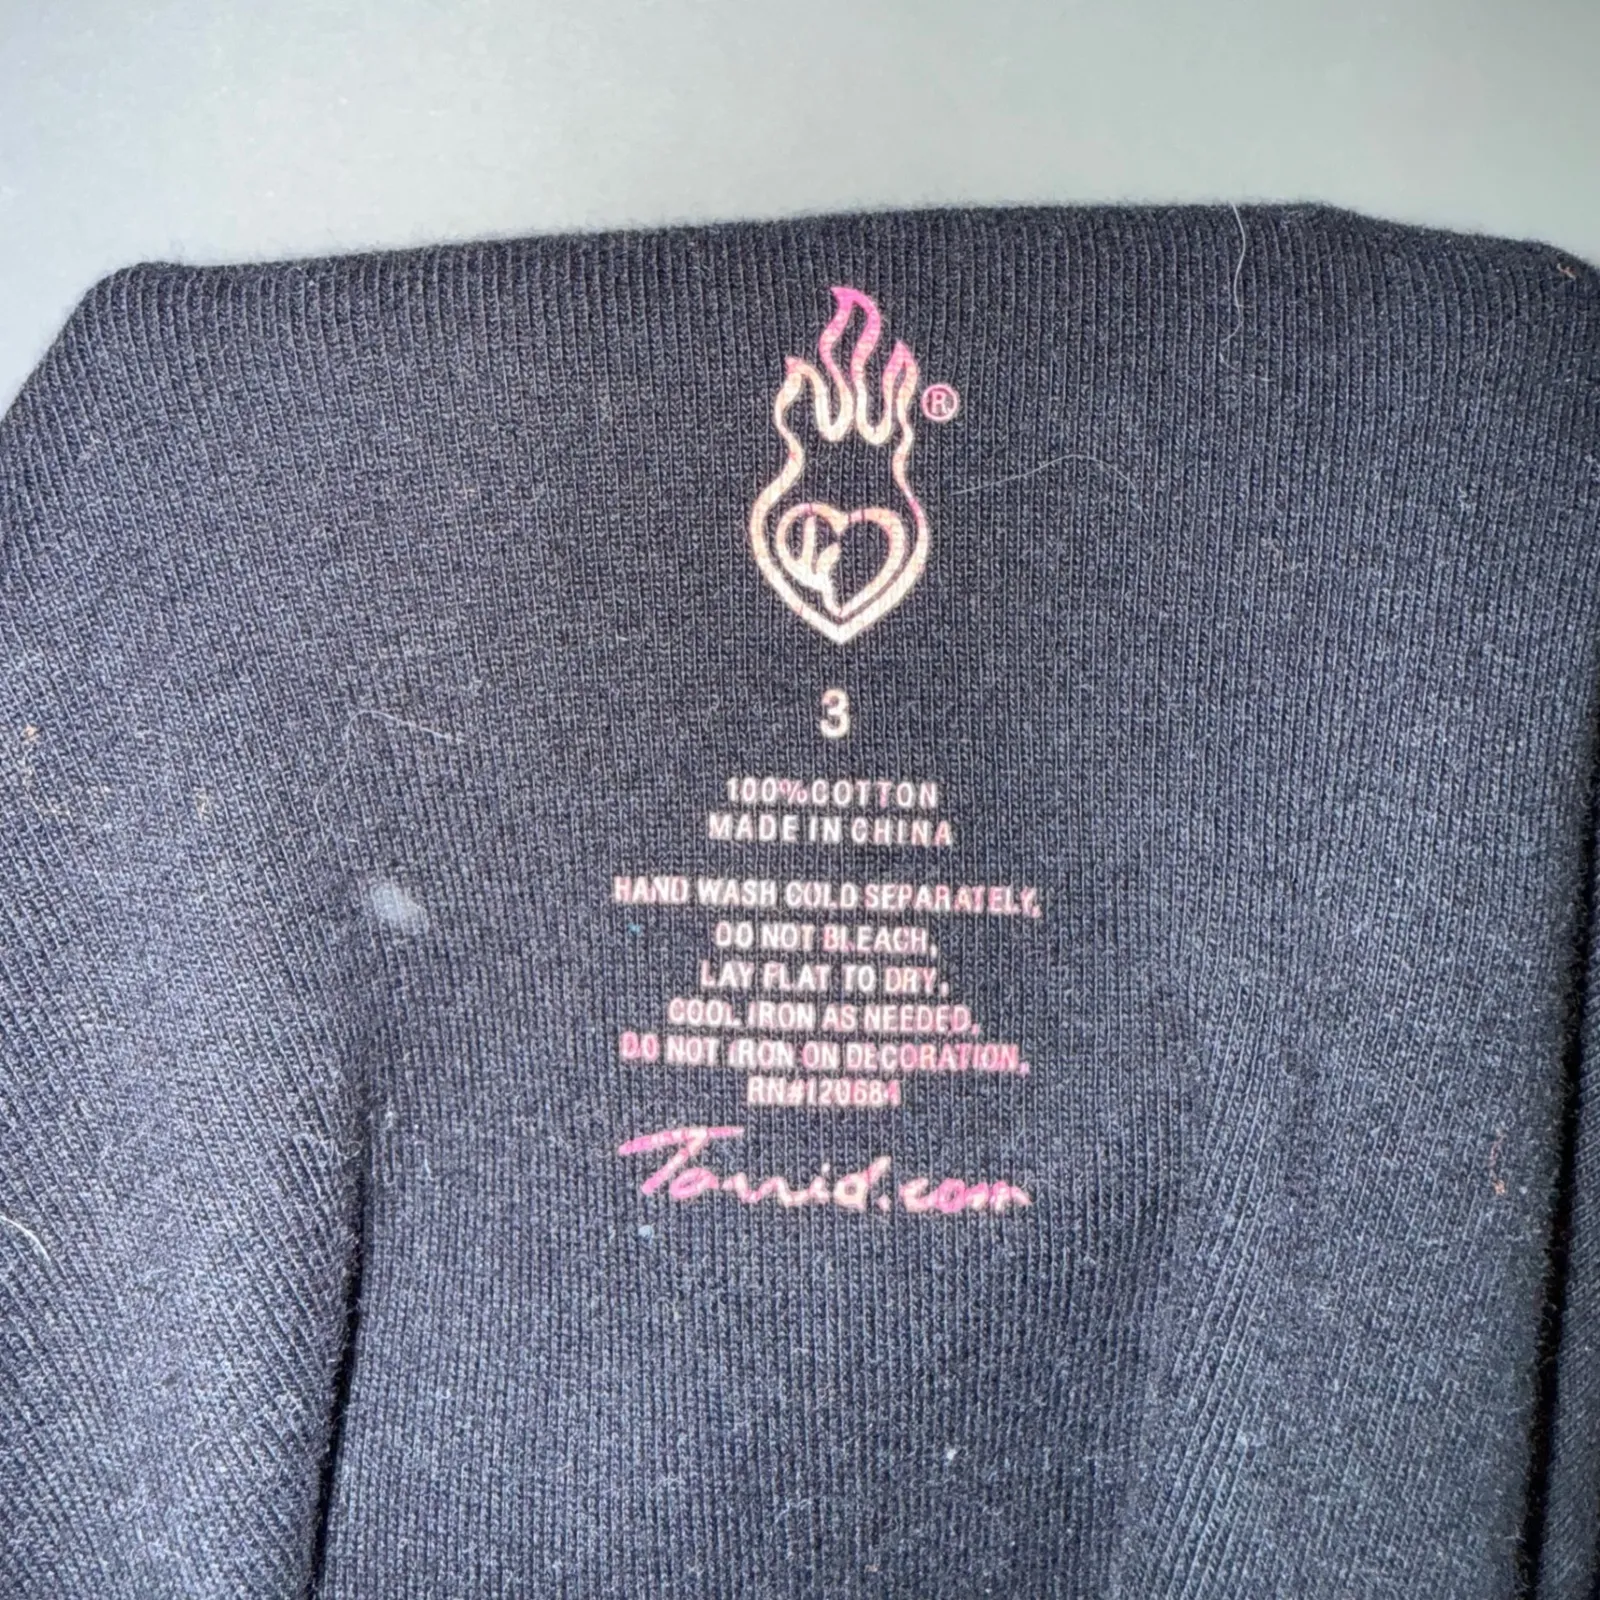 ®
3
100% COTTON
MADE IN CHINA
HAND WASH COLD SEPARATELY,
DO NOT BLEACH,
LAY FLAT TO DRY,
COOL IRON AS NEEDED,
DO NOT IRON ON DECORATION,
RN#120684
Torrid.com